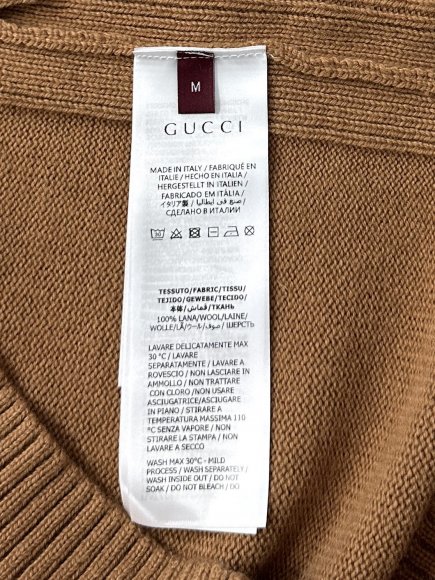 M
GUCCI
MADE IN ITALY / FABRIQUÉ EN
ITALIE / HECHO EN ITALIA /
HERGESTELLT IN ITALIEN /
FABRICADO EM ITÀLIA /
イタリア製 / صنع في ايطاليا /
СДЕЛАНО В ИТАЛИИ
30
TESSUTO/FABRIC/TISSU/
TEJIDO/GEWEBE/TECIDO/
本体/قماش/ТКАНЬ
100% LANA/WOOL/LAINE/
WOLLE/LÃ/ウール/صوف/ШЕРСТЬ
LAVARE DELICATAMENTE MAX
30 °C / LAVARE
SEPARATAMENTE / LAVARE A
ROVESCIO / NON LASCIARE IN
AMMOLLO / NON TRATTARE
CON CLORO /NON USARE
ASCIUGATRICE/ASCIUGARE
IN PIANO / STIRARE A
TEMPERATURA MASSIMA 110
°C SENZA VAPORE / NON
STIRARE LA STAMPA / NON
LAVARE A SECCO
WASH MAX 30°C - MILD
PROCESS / WASH SEPARATELY /
WASH INSIDE OUT / DO NOT
SOAK / DO NOT BLEACH / DO